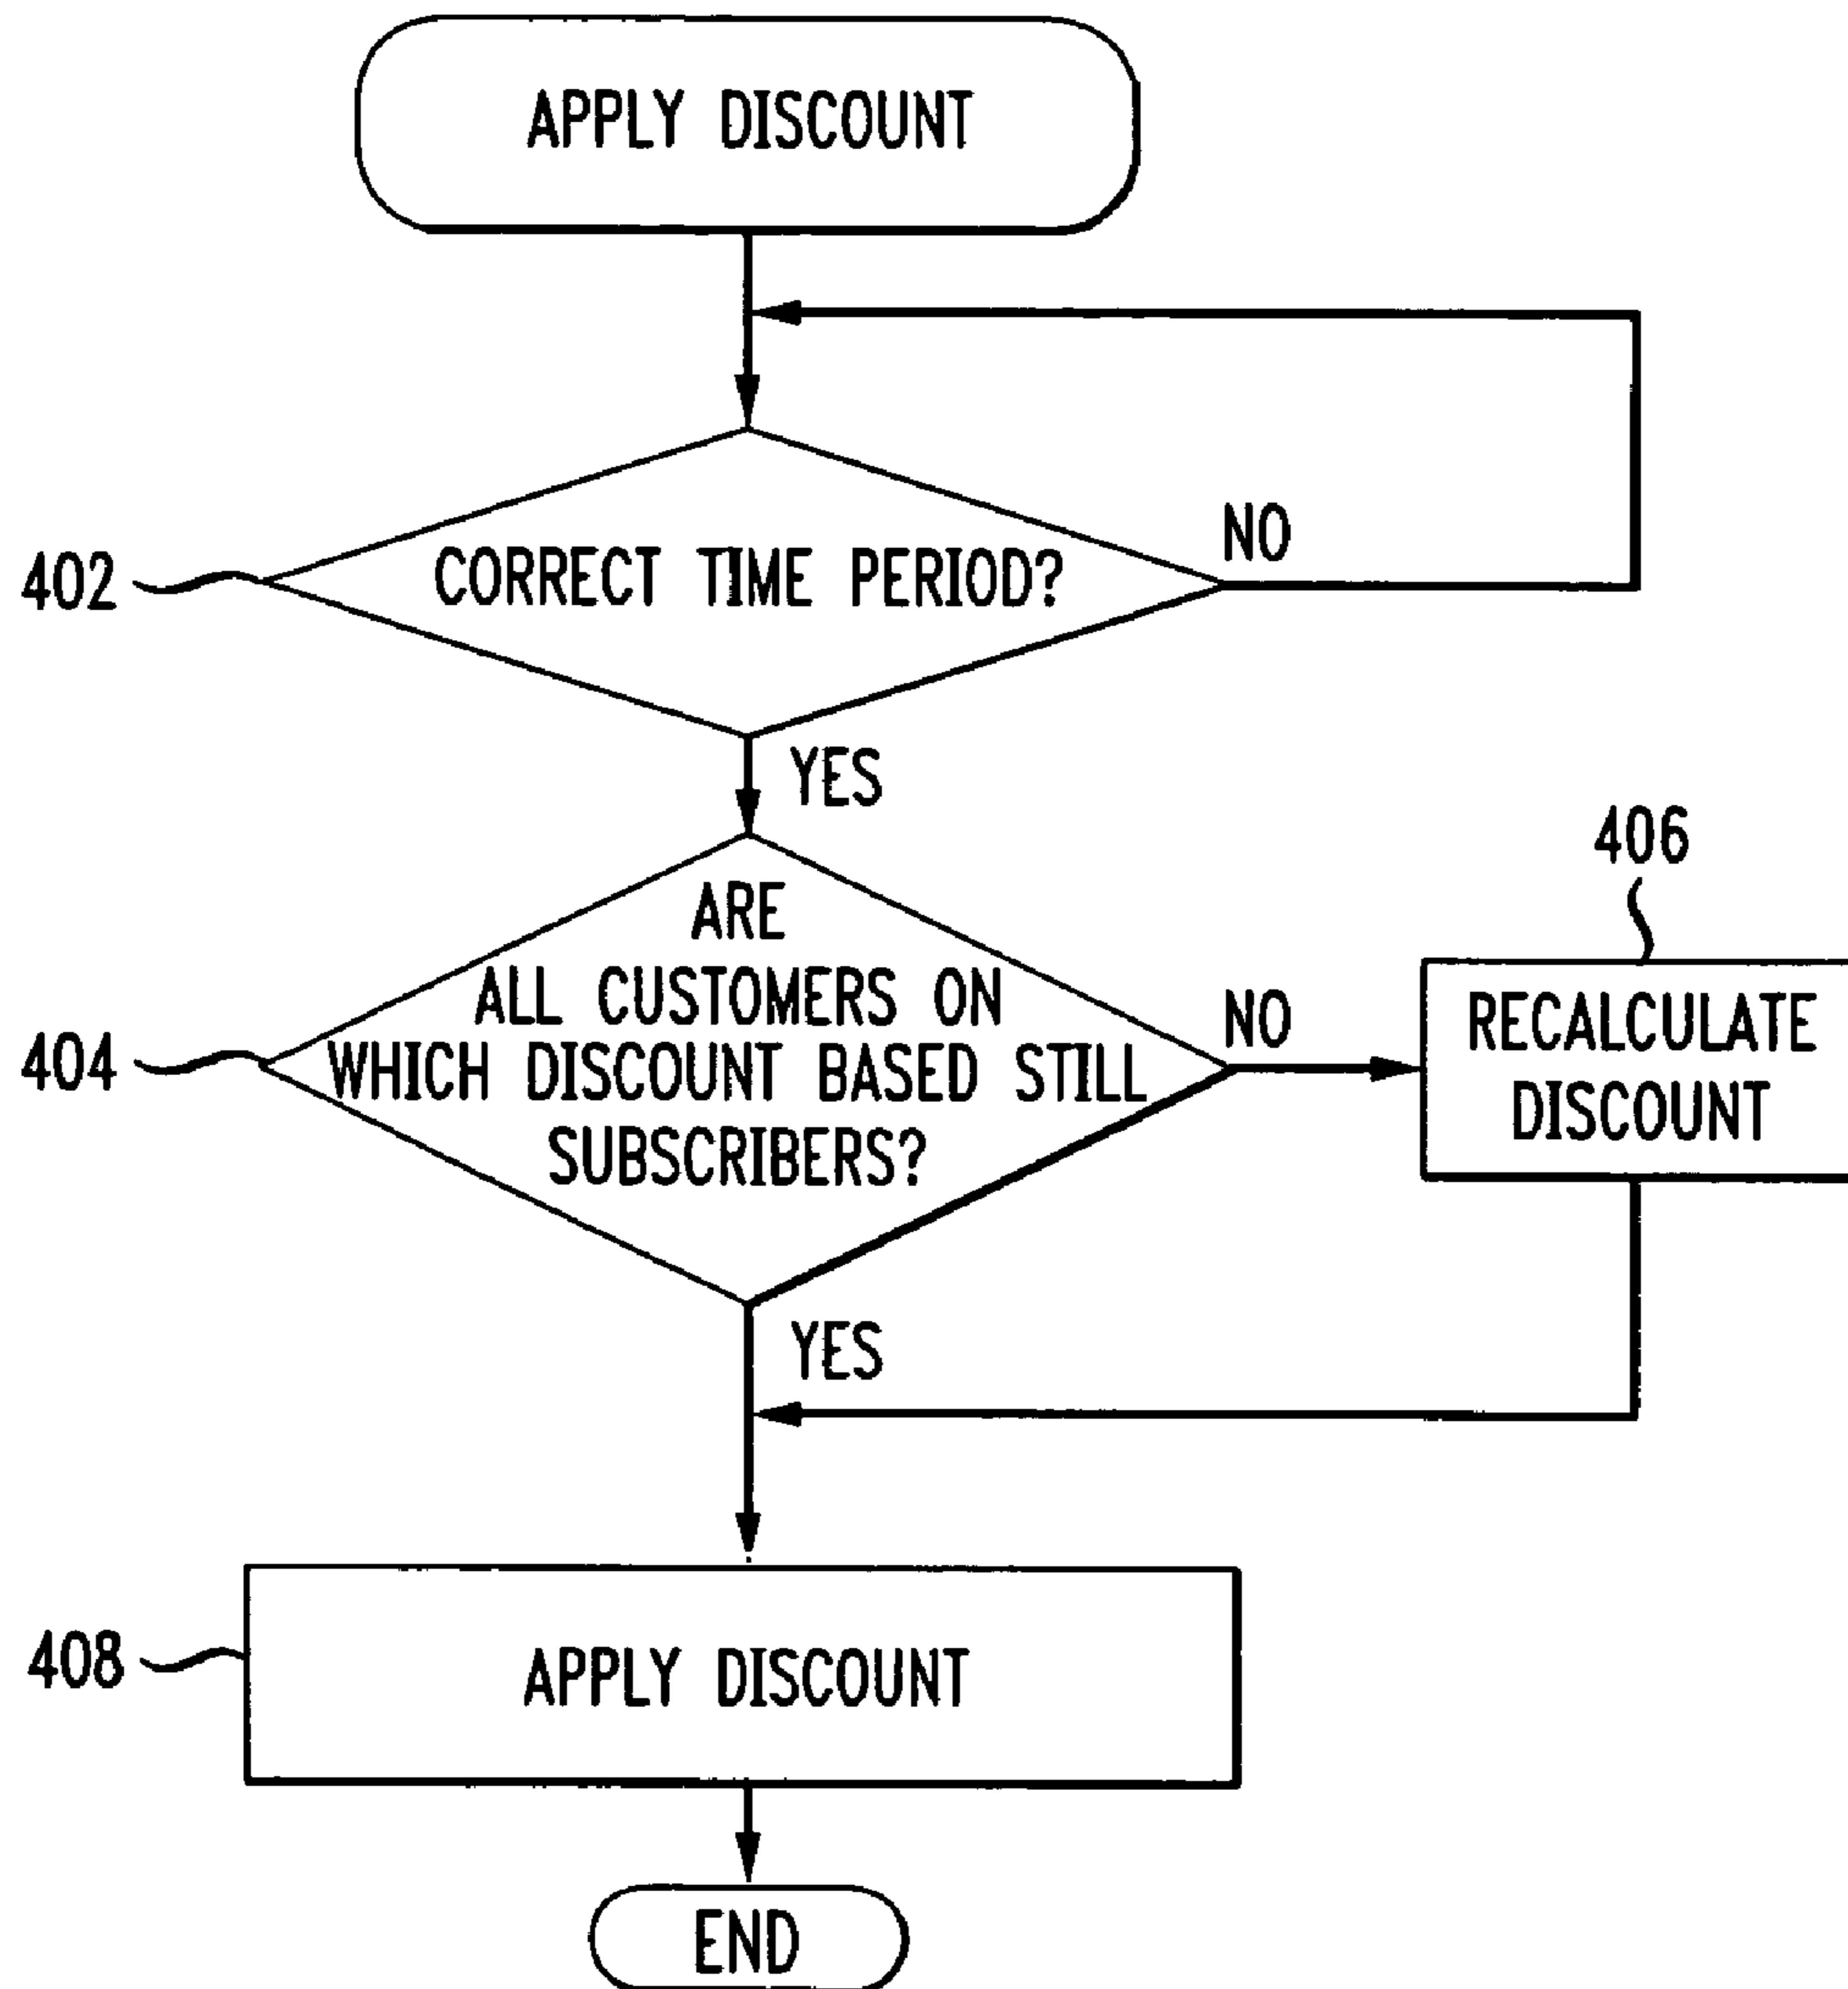 APPLY DISCOUNT
402
CORRECT TIME PERIOD?
NO
YES
404
ARE
ALL CUSTOMERS ON
WHICH DISCOUNT BASED STILL
SUBSCRIBERS?
NO
406
RECALCULATE
DISCOUNT
YES
408
APPLY DISCOUNT
END